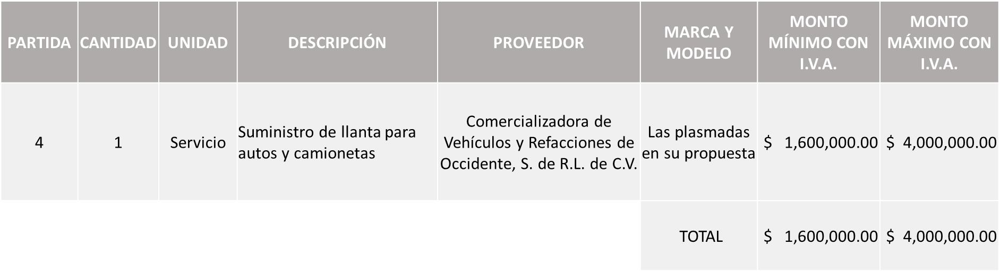 PARTIDA
CANTIDAD
UNIDAD
DESCRIPCIÓN
PROVEEDOR
MARCA Y
MODELO
MONTO
MÍNIMO CON
I.V.A.
MONTO
MÁXIMO CON
I.V.A.
4
1
Servicio
Suministro de llanta para
autos y camionetas
Comercializadora de
Vehículos y Refacciones de
Occidente, S. de R.L. de C.V.
Las plasmadas
en su propuesta
$ 1,600,000.00
$ 4,000,000.00
TOTAL
$ 1,600,000.00
$ 4,000,000.00